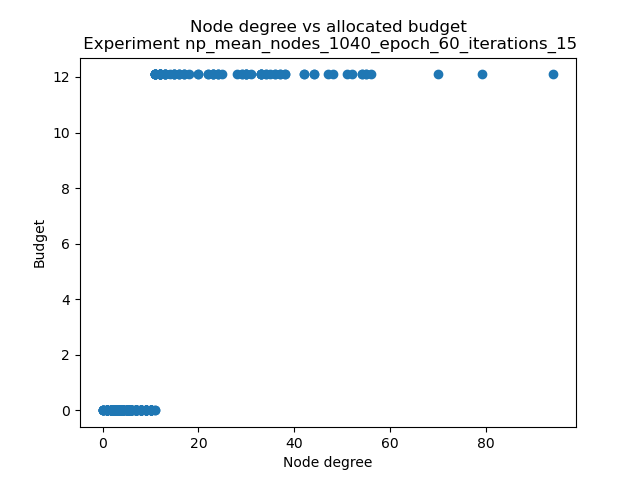 Node degree vs allocated budget
Experiment np_mean_nodes_1040_epoch_60_iterations_15
12
10
8
6
4
2
0
Budget
0 20 40 60 80
Node degree